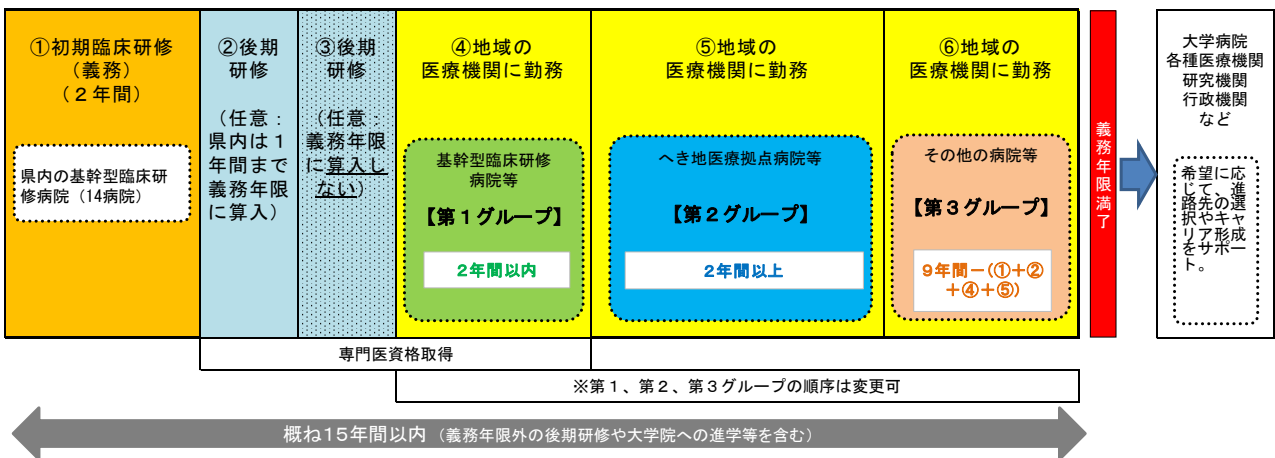 ①初期臨床研修
(義務)
(2年間)
県内の基幹型臨床研
修病院(14病院)
②後期
研修
(任意:
県内は1
年間まで
義務年限
に算入)
③後期
研修
(任意:
義務年限
に算入し
ない)
④地域の
医療機関に勤務
基幹型臨床研修
病院等
【第1グループ】
2年間以内
⑤地域の
医療機関に勤務
へき地医療拠点病院等
【第2グループ】
2年間以上
⑥地域の
医療機関に勤務
その他の病院等
【第3グループ】
9年間-(①+②
+④+⑤)
義務年限満了
大学病院
各種医療機関
研究機関
行政機関
など
希望に応
じて、進
路先の選
択やキャ
リア形成
をサポー
ト。
専門医資格取得
※第1、第2、第3グループの順序は変更可
概ね15年間以内(義務年限外の後期研修や大学院への進学等を含む)